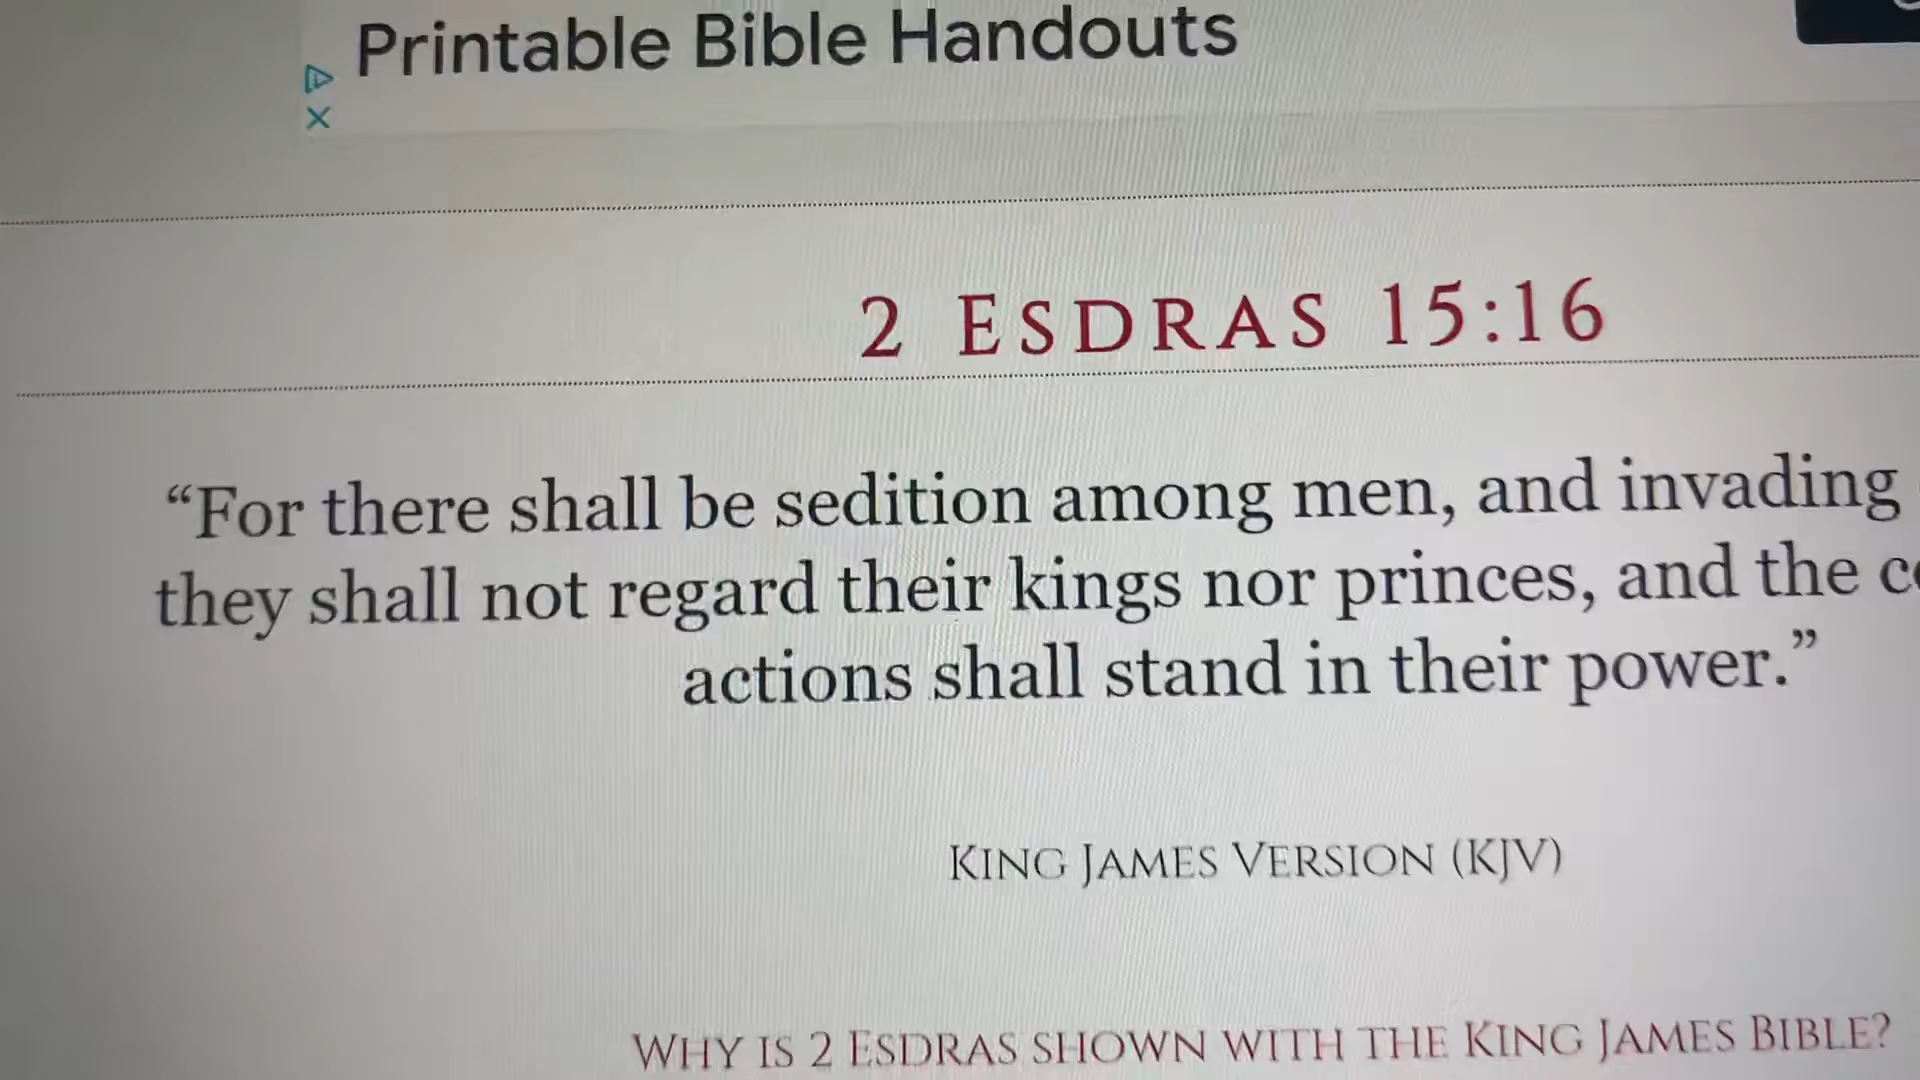 Printable Bible Handouts
2 ESDRAS 15:16
“For there shall be sedition among men, and invading
they shall not regard their kings nor princes, and the
actions shall stand in their power.”
KING JAMES VERSION (KJV)
WHY IS 2 ESDRAS SHOWN WITH THE KING JAMES BIBLE?